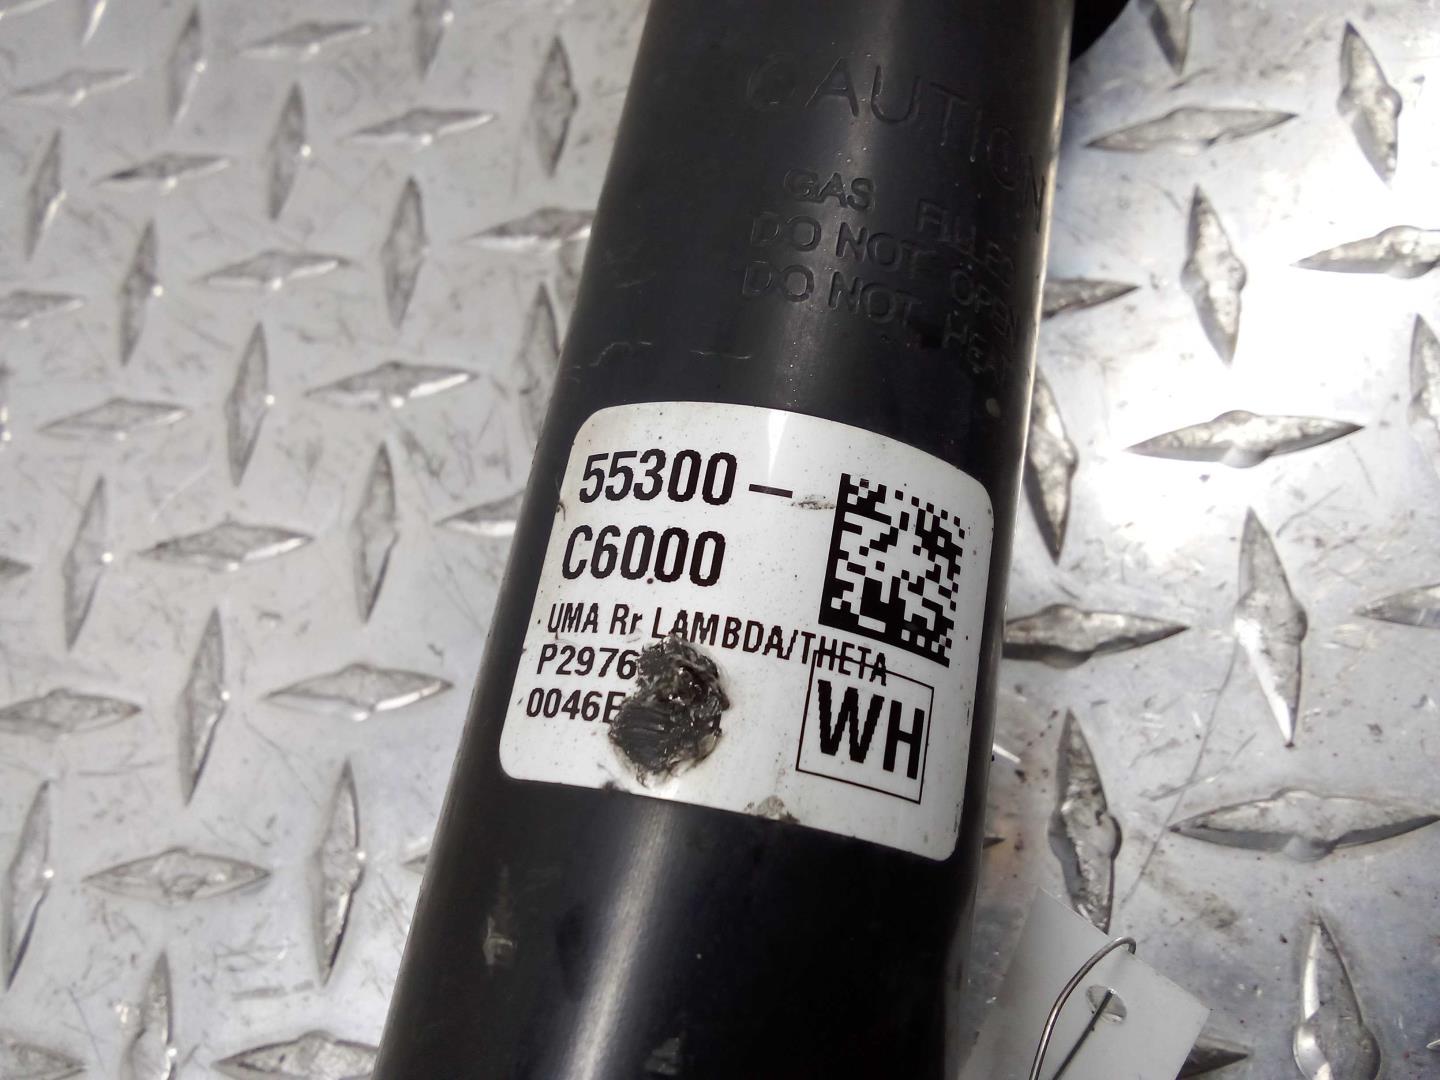 CAUTION
GAS FILLED
DO NOT OPEN
DO NOT HEAT
55300-
C6000
UMA Rr LAMBDA/THETA
P2976
0046E
WH